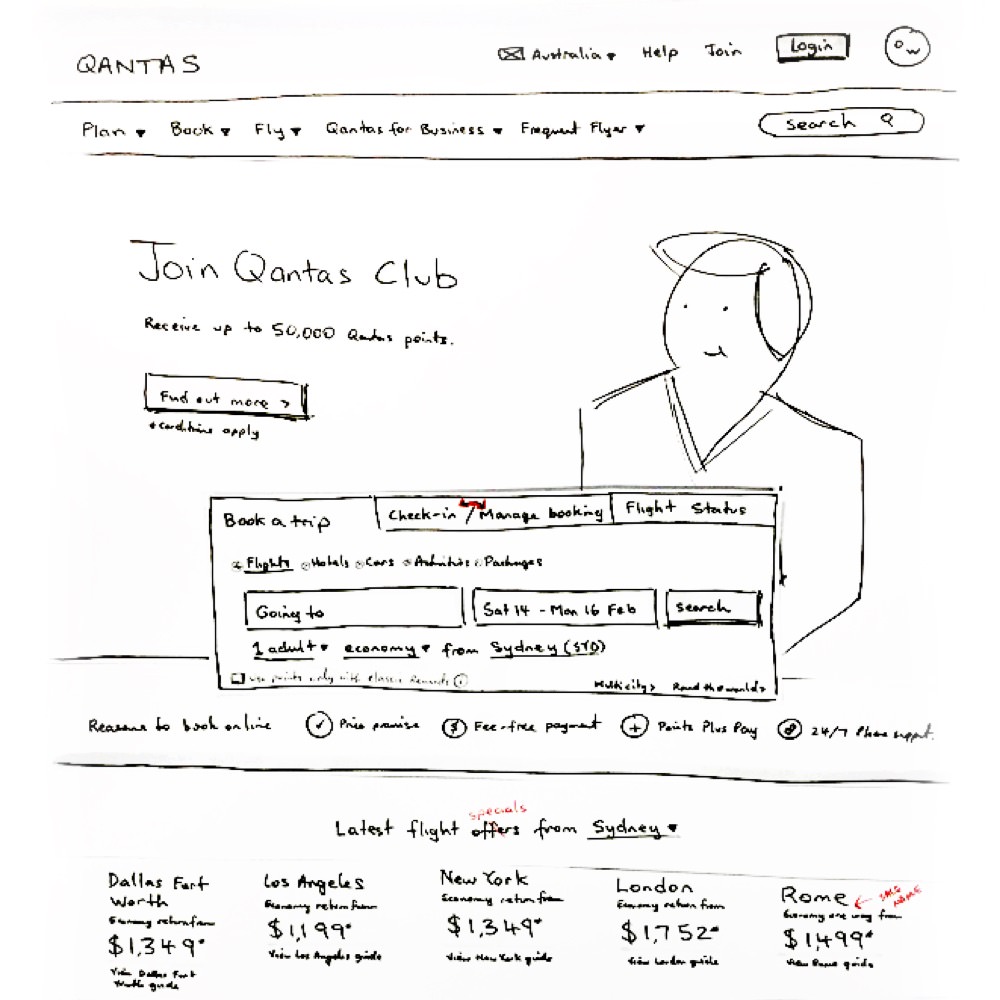 QANTAS
Australia Help Join Login OW
Plan Book Fly Qantas for Business Frequent Flyer Search
Join Qantas Club
Receive up to 50,000 Qantas points.
Find out more >
*conditions apply
Book a trip Check-in / Manage booking Flight Status
Flights Hotels Cars Activities Packages
Going to Sat 14 - Mon 16 Feb Search
1 adult economy from Sydney (SYD)
use points only with Classic Rewards i
Multicity> Round the world>
Reasons to book online Price promise $ Fee-free payment + Points Plus Pay 24/7 Phone support.
specials
Latest flight offers from Sydney
Dallas Fort Worth
Economy return from
$1,349*
View Dallas Fort
Worth guide
Los Angeles
Economy return from
$1,199*
View Los Angeles guide
New York
Economy return from
$1,349*
View New York guide
London
Economy return from
$1,752*
View London guide
Rome
Economy one way from
$1499*
View Rome guide